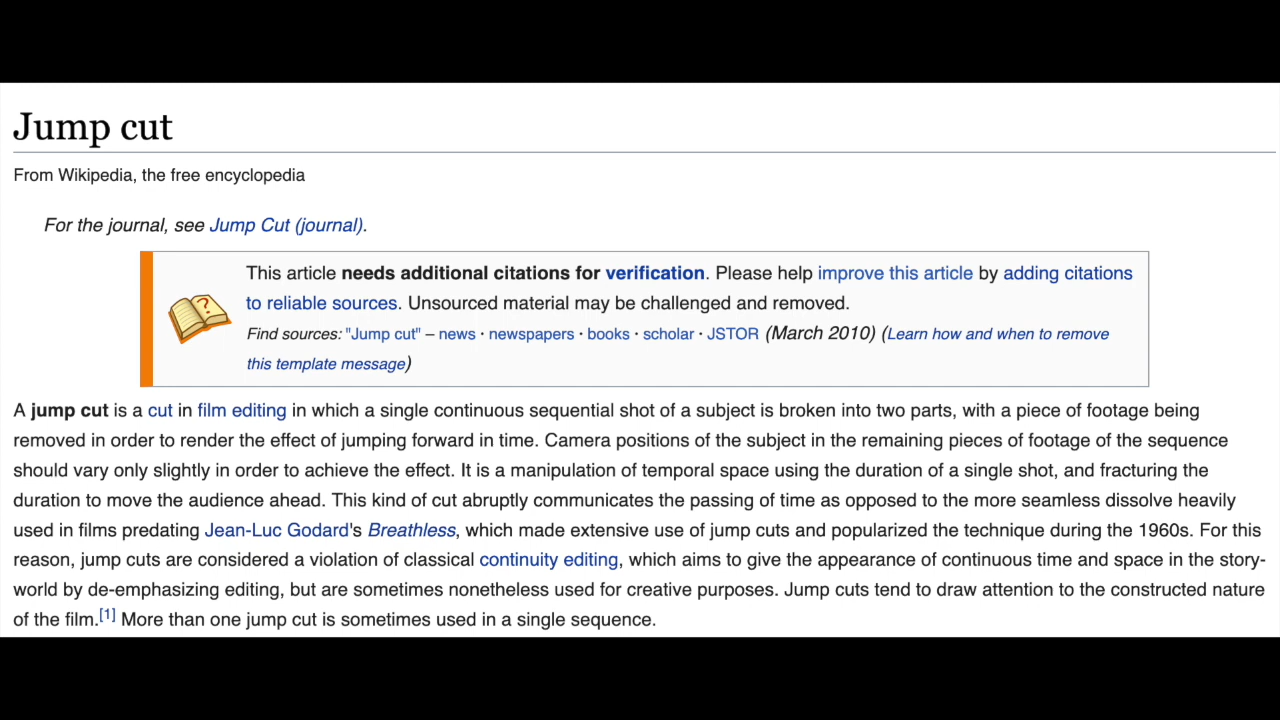 Jump cut
From Wikipedia, the free encyclopedia
For the journal, see Jump Cut (journal).
This article needs additional citations for verification. Please help improve this article by adding citations
to reliable sources. Unsourced material may be challenged and removed.
Find sources: "Jump cut" – news · newspapers · books · scholar · JSTOR (March 2010) (Learn how and when to remove
this template message)
A jump cut is a cut in film editing in which a single continuous sequential shot of a subject is broken into two parts, with a piece of footage being
removed in order to render the effect of jumping forward in time. Camera positions of the subject in the remaining pieces of footage of the sequence
should vary only slightly in order to achieve the effect. It is a manipulation of temporal space using the duration of a single shot, and fracturing the
duration to move the audience ahead. This kind of cut abruptly communicates the passing of time as opposed to the more seamless dissolve heavily
used in films predating Jean-Luc Godard's Breathless, which made extensive use of jump cuts and popularized the technique during the 1960s. For this
reason, jump cuts are considered a violation of classical continuity editing, which aims to give the appearance of continuous time and space in the story-
world by de-emphasizing editing, but are sometimes nonetheless used for creative purposes. Jump cuts tend to draw attention to the constructed nature
of the film.[1] More than one jump cut is sometimes used in a single sequence.